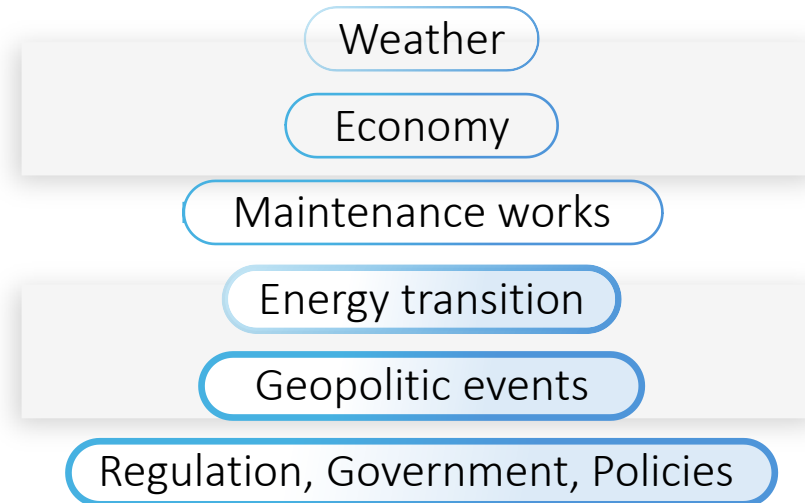 Weather
Economy
Maintenance works
Energy transition
Geopolitic events
Regulation, Government, Policies